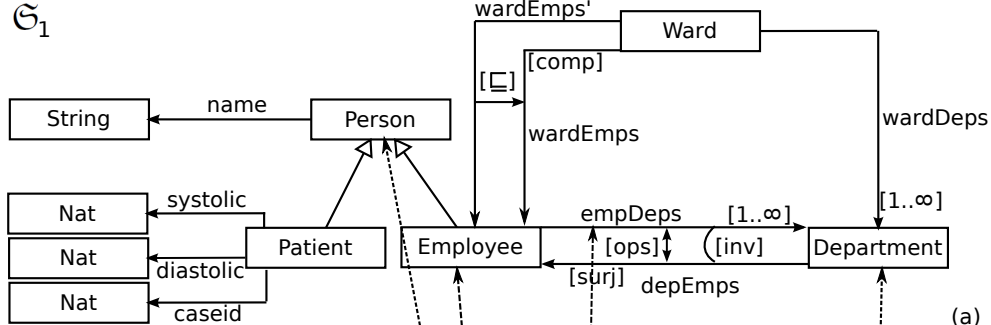 𝔖1
wardEmps'
Ward
[comp]
[⊑]
String
name
Person
wardEmps
wardDeps
Nat
systolic
empDeps
[1..∞]
[1..∞]
Nat
diastolic
Patient
Employee
[ops]
[inv]
Department
Nat
caseid
[surj]
depEmps
(a)